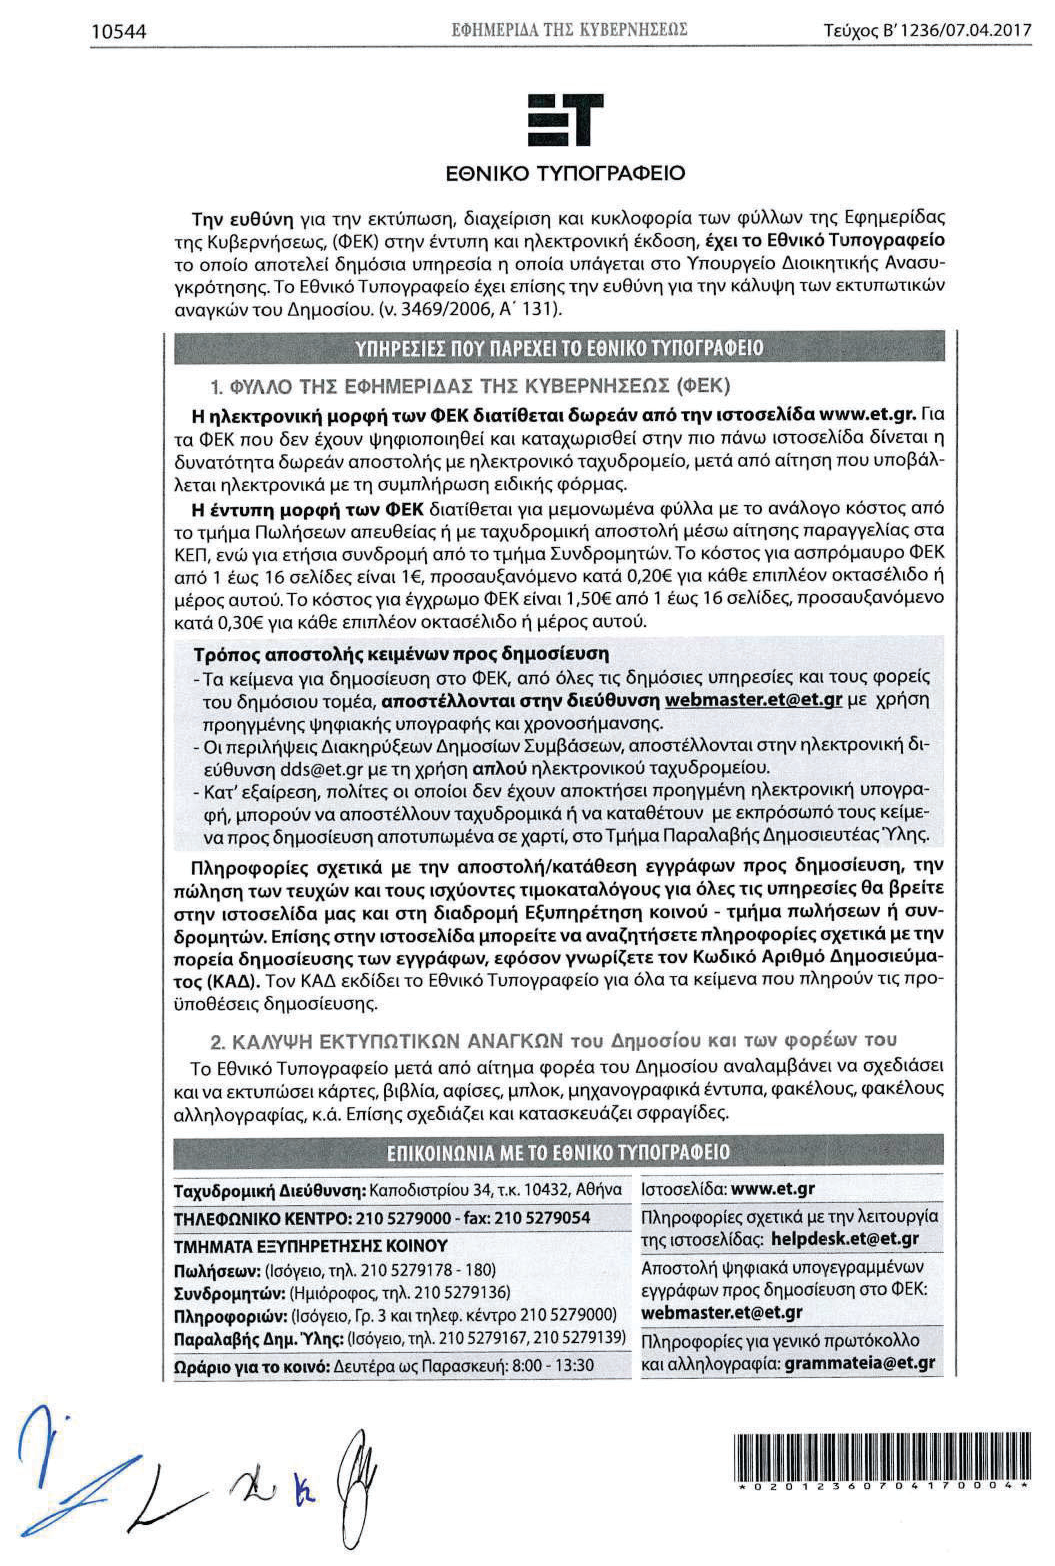 10544 ΕΦΗΜΕΡΙΔΑ ΤΗΣ ΚΥΒΕΡΝΗΣΕΩΣ Τεύχος Β' 1236/07.04.2017
ΕΤ
ΕΘΝΙΚΟ ΤΥΠΟΓΡΑΦΕΙΟ
Την ευθύνη για την εκτύπωση, διαχείριση και κυκλοφορία των φύλλων της Εφημερίδας
της Κυβερνήσεως, (ΦΕΚ) στην έντυπη και ηλεκτρονική έκδοση, έχει το Εθνικό Τυπογραφείο
το οποίο αποτελεί δημόσια υπηρεσία η οποία υπάγεται στο Υπουργείο Διοικητικής Ανασυ-
γκρότησης. Το Εθνικό Τυπογραφείο έχει επίσης την ευθύνη για την κάλυψη των εκτυπωτικών
αναγκών του Δημοσίου. (ν. 3469/2006, Α΄ 131).
ΥΠΗΡΕΣΙΕΣ ΠΟΥ ΠΑΡΕΧΕΙ ΤΟ ΕΘΝΙΚΟ ΤΥΠΟΓΡΑΦΕΙΟ
1. ΦΥΛΛΟ ΤΗΣ ΕΦΗΜΕΡΙΔΑΣ ΤΗΣ ΚΥΒΕΡΝΗΣΕΩΣ (ΦΕΚ)
Η ηλεκτρονική μορφή των ΦΕΚ διατίθεται δωρεάν από την ιστοσελίδα www.et.gr. Για
τα ΦΕΚ που δεν έχουν ψηφιοποιηθεί και καταχωρισθεί στην πιο πάνω ιστοσελίδα δίνεται η
δυνατότητα δωρεάν αποστολής με ηλεκτρονικό ταχυδρομείο, μετά από αίτηση που υποβάλ-
λεται ηλεκτρονικά με τη συμπλήρωση ειδικής φόρμας.
Η έντυπη μορφή των ΦΕΚ διατίθεται για μεμονωμένα φύλλα με το ανάλογο κόστος από
το τμήμα Πωλήσεων απευθείας ή με ταχυδρομική αποστολή μέσω αίτησης παραγγελίας στα
ΚΕΠ, ενώ για ετήσια συνδρομή από το τμήμα Συνδρομητών. Το κόστος για ασπρόμαυρο ΦΕΚ
από 1 έως 16 σελίδες είναι 1€, προσαυξανόμενο κατά 0,20€ για κάθε επιπλέον οκτασέλιδο ή
μέρος αυτού. Το κόστος για έγχρωμο ΦΕΚ είναι 1,50€ από 1 έως 16 σελίδες, προσαυξανόμενο
κατά 0,30€ για κάθε επιπλέον οκτασέλιδο ή μέρος αυτού.
Τρόπος αποστολής κειμένων προς δημοσίευση
- Τα κείμενα για δημοσίευση στο ΦΕΚ, από όλες τις δημόσιες υπηρεσίες και τους φορείς
του δημόσιου τομέα, αποστέλλονται στην διεύθυνση webmaster.et@et.gr με χρήση
προηγμένης ψηφιακής υπογραφής και χρονοσήμανσης.
- Οι περιλήψεις Διακηρύξεων Δημοσίων Συμβάσεων, αποστέλλονται στην ηλεκτρονική δι-
εύθυνση dds@et.gr με τη χρήση απλού ηλεκτρονικού ταχυδρομείου.
- Κατ' εξαίρεση, πολίτες οι οποίοι δεν έχουν αποκτήσει προηγμένη ηλεκτρονική υπογρα-
φή, μπορούν να αποστέλλουν ταχυδρομικά ή να καταθέτουν με εκπρόσωπό τους κείμε-
να προς δημοσίευση αποτυπωμένα σε χαρτί, στο Τμήμα Παραλαβής Δημοσιευτέας Ύλης.
Πληροφορίες σχετικά με την αποστολή/κατάθεση εγγράφων προς δημοσίευση, την
πώληση των τευχών και τους ισχύοντες τιμοκαταλόγους για όλες τις υπηρεσίες θα βρείτε
στην ιστοσελίδα μας και στη διαδρομή Εξυπηρέτηση κοινού - τμήμα πωλήσεων ή συν-
δρομητών. Επίσης στην ιστοσελίδα μπορείτε να αναζητήσετε πληροφορίες σχετικά με την
πορεία δημοσίευσης των εγγράφων, εφόσον γνωρίζετε τον Κωδικό Αριθμό Δημοσιεύμα-
τος (ΚΑΔ). Τον ΚΑΔ εκδίδει το Εθνικό Τυπογραφείο για όλα τα κείμενα που πληρούν τις προ-
ϋποθέσεις δημοσίευσης.
2. ΚΑΛΥΨΗ ΕΚΤΥΠΩΤΙΚΩΝ ΑΝΑΓΚΩΝ του Δημοσίου και των φορέων του
Το Εθνικό Τυπογραφείο μετά από αίτημα φορέα του Δημοσίου αναλαμβάνει να σχεδιάσει
και να εκτυπώσει κάρτες, βιβλία, αφίσες, μπλοκ, μηχανογραφικά έντυπα, φακέλους, φακέλους
αλληλογραφίας, κ.ά. Επίσης σχεδιάζει και κατασκευάζει σφραγίδες.
ΕΠΙΚΟΙΝΩΝΙΑ ΜΕ ΤΟ ΕΘΝΙΚΟ ΤΥΠΟΓΡΑΦΕΙΟ
Ταχυδρομική Διεύθυνση: Καποδιστρίου 34, τ.κ. 10432, Αθήνα
ΤΗΛΕΦΩΝΙΚΟ ΚΕΝΤΡΟ: 210 5279000 - fax: 210 5279054
ΤΜΗΜΑΤΑ ΕΞΥΠΗΡΕΤΗΣΗΣ ΚΟΙΝΟΥ
Πωλήσεων: (Ισόγειο, τηλ. 210 5279178 - 180)
Συνδρομητών: (Ημιόροφος, τηλ. 210 5279136)
Πληροφοριών: (Ισόγειο, Γρ. 3 και τηλεφ. κέντρο 210 5279000)
Παραλαβής Δημ. Ύλης: (Ισόγειο, τηλ. 210 5279167, 210 5279139)
Ωράριο για το κοινό: Δευτέρα ως Παρασκευή: 8:00 - 13:30
Ιστοσελίδα: www.et.gr
Πληροφορίες σχετικά με την λειτουργία
της ιστοσελίδας: helpdesk.et@et.gr
Αποστολή ψηφιακά υπογεγραμμένων
εγγράφων προς δημοσίευση στο ΦΕΚ:
webmaster.et@et.gr
Πληροφορίες για γενικό πρωτόκολλο
και αλληλογραφία: grammateia@et.gr
*02012360704170004*